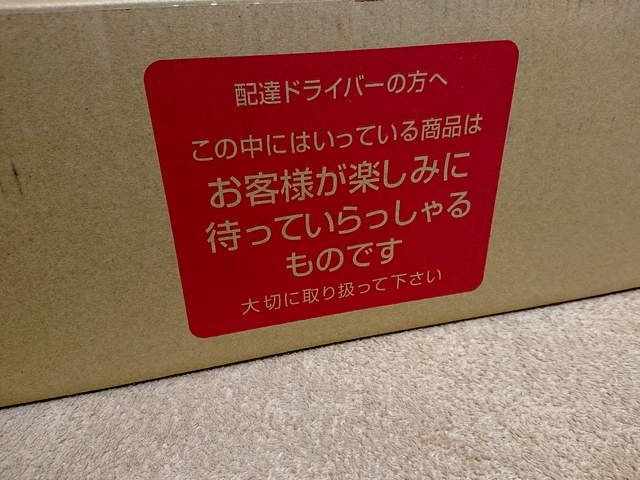 配達ドライバーの方へ
この中にはいっている商品は
お客様が楽しみに
待っていらっしゃる
ものです
大切に取り扱って下さい